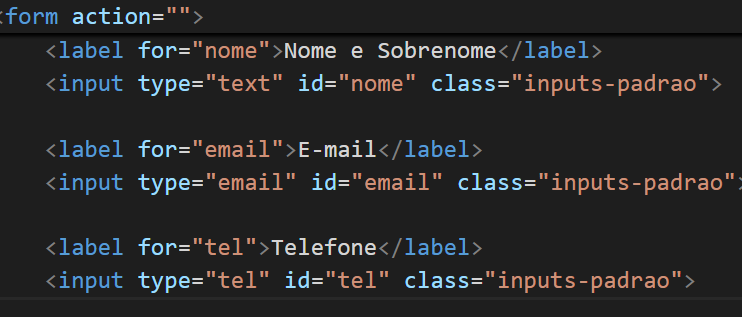 <form action="">
<label for="nome">Nome e Sobrenome</label>
<input type="text" id="nome" class="inputs-padrao">
<label for="email">E-mail</label>
<input type="email" id="email" class="inputs-padrao">
<label for="tel">Telefone</label>
<input type="tel" id="tel" class="inputs-padrao">